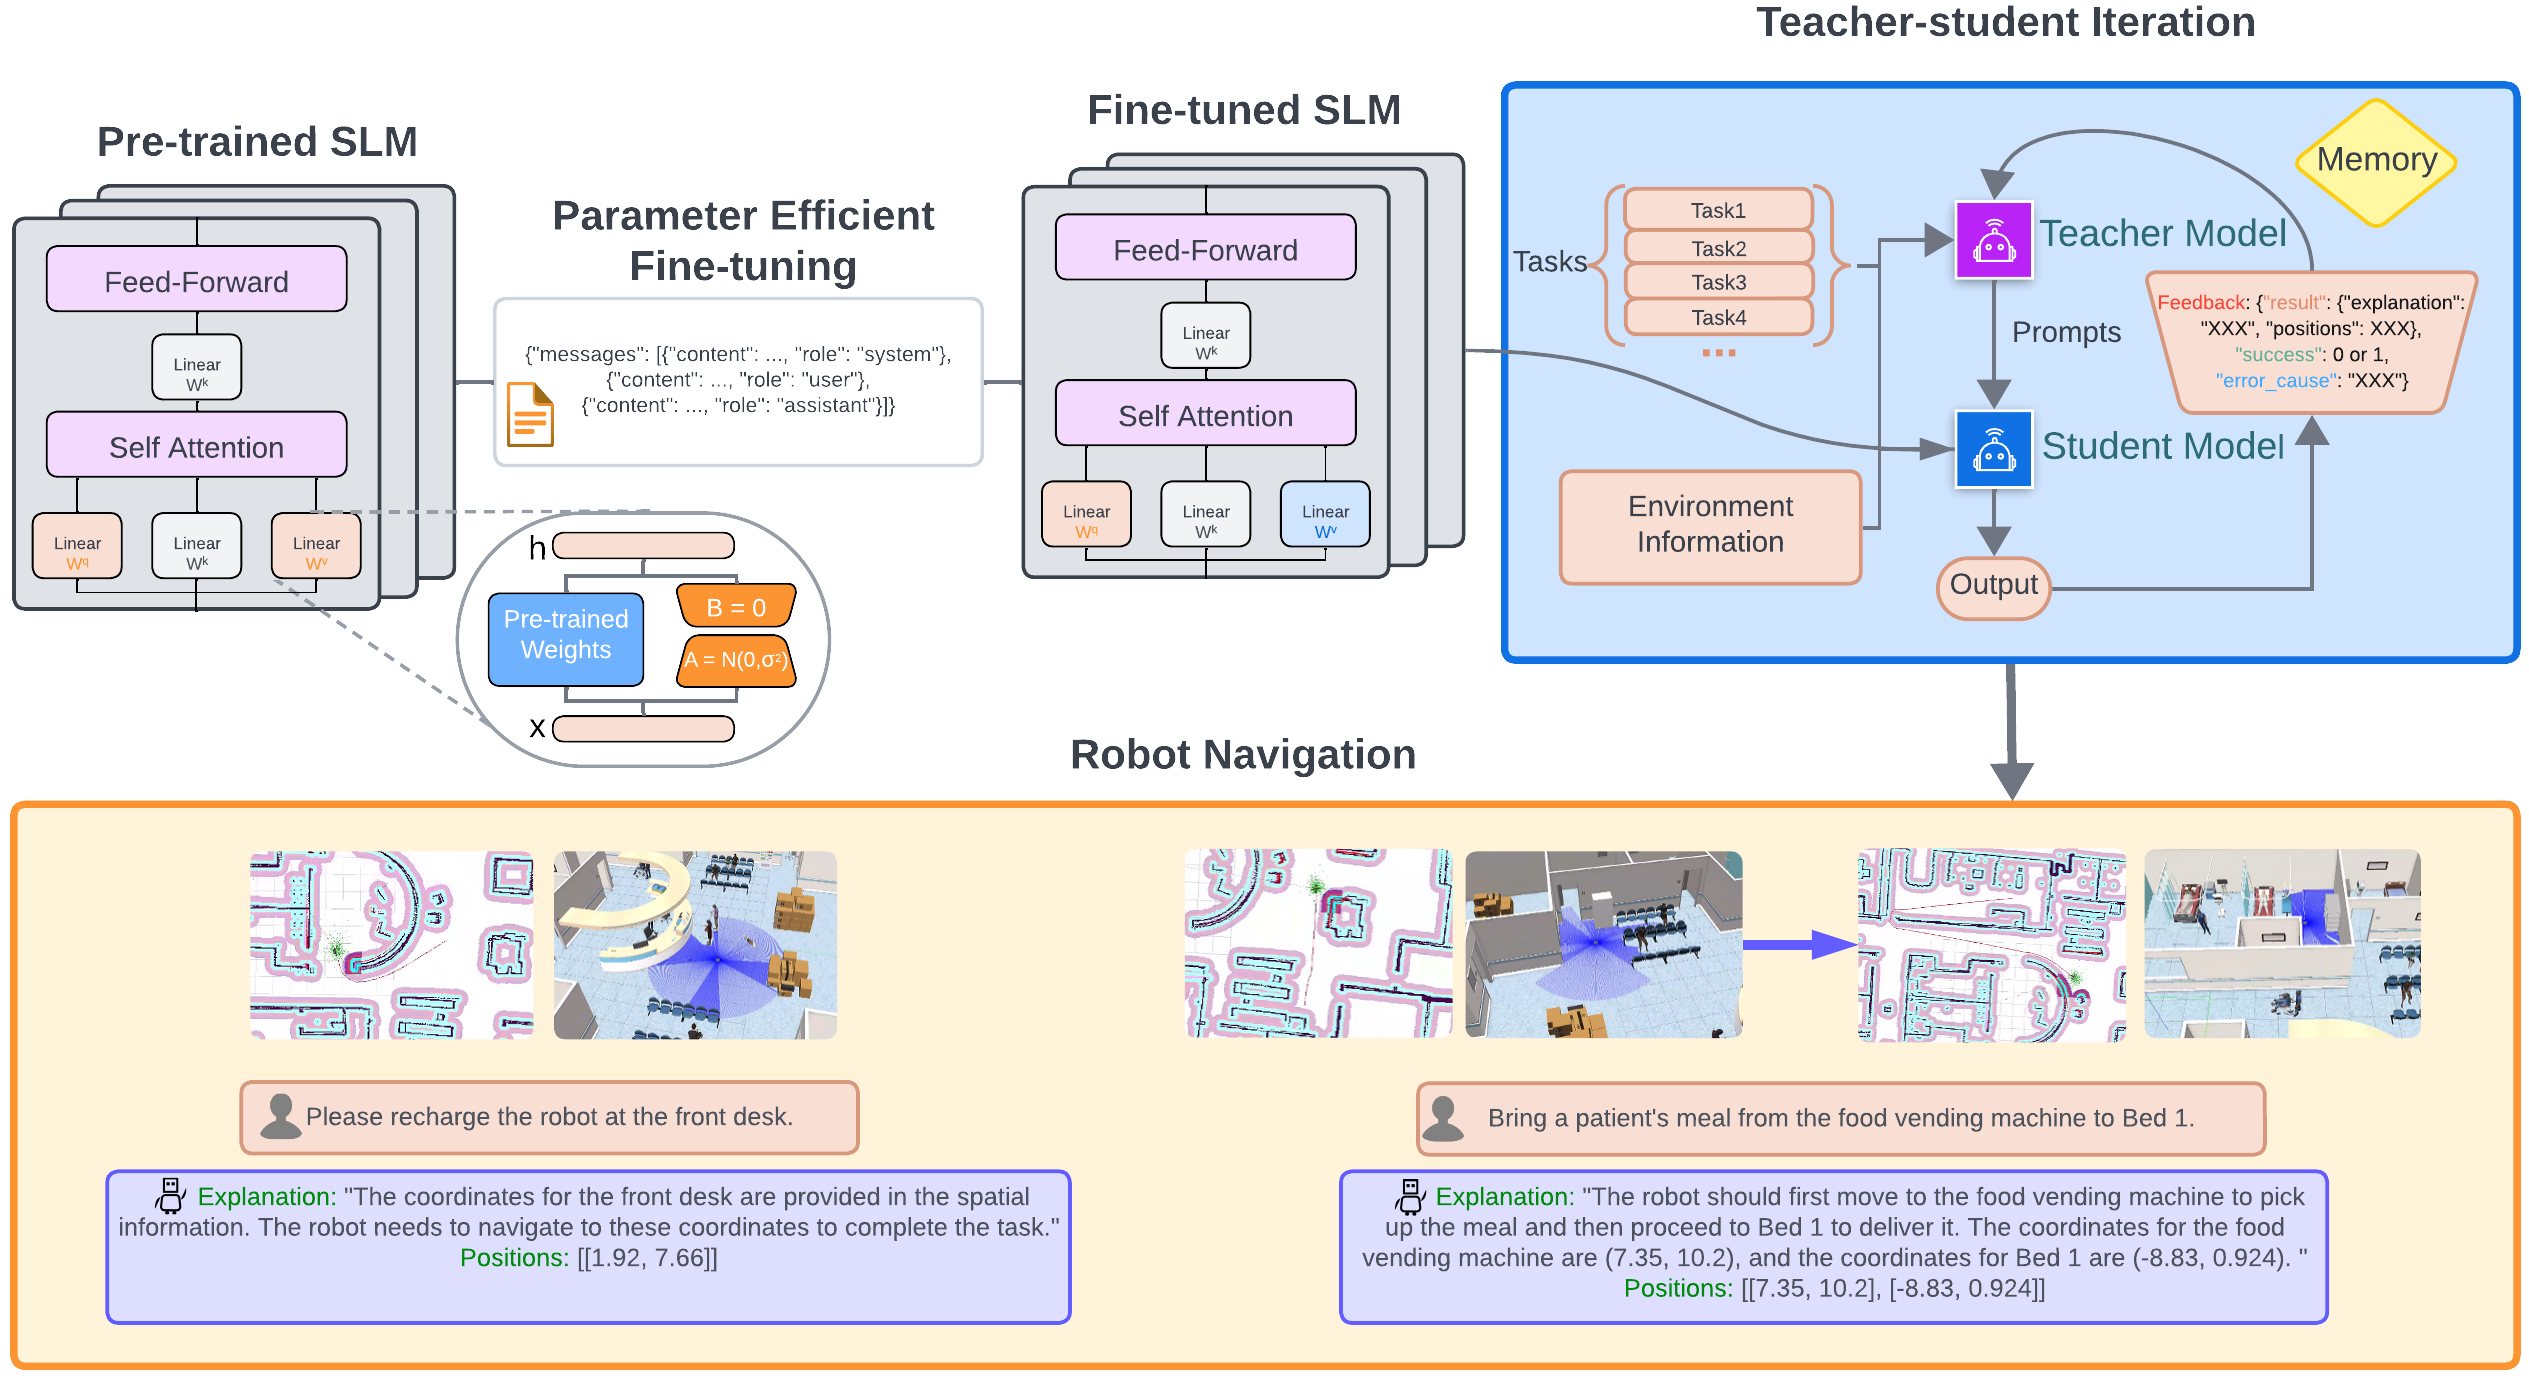 Teacher-student Iteration
Pre-trained SLM
Feed-Forward
Linear
Wᵏ
Self Attention
Linear
W^q
Linear
Wᵏ
Linear
Wᵛ
Parameter Efficient
Fine-tuning
{"messages": [{"content": ..., "role": "system"},
{"content": ..., "role": "user"},
{"content": ..., "role": "assistant"}]}
h
Pre-trained
Weights
B = 0
A = N(0,σ²)
x
Fine-tuned SLM
Feed-Forward
Linear
Wᵏ
Self Attention
Linear
W^q
Linear
Wᵏ
Linear
Wᵛ
Memory
Tasks
Task1
Task2
Task3
Task4
...
Teacher Model
Prompts
Student Model
Feedback: {"result": {"explanation":
"XXX", "positions": XXX},
"success": 0 or 1,
"error_cause": "XXX"}
Environment
Information
Output
Robot Navigation
Please recharge the robot at the front desk.
Explanation: "The coordinates for the front desk are provided in the spatial
information. The robot needs to navigate to these coordinates to complete the task."
Positions: [[1.92, 7.66]]
Bring a patient's meal from the food vending machine to Bed 1.
Explanation: "The robot should first move to the food vending machine to pick
up the meal and then proceed to Bed 1 to deliver it. The coordinates for the food
vending machine are (7.35, 10.2), and the coordinates for Bed 1 are (-8.83, 0.924). "
Positions: [[7.35, 10.2], [-8.83, 0.924]]